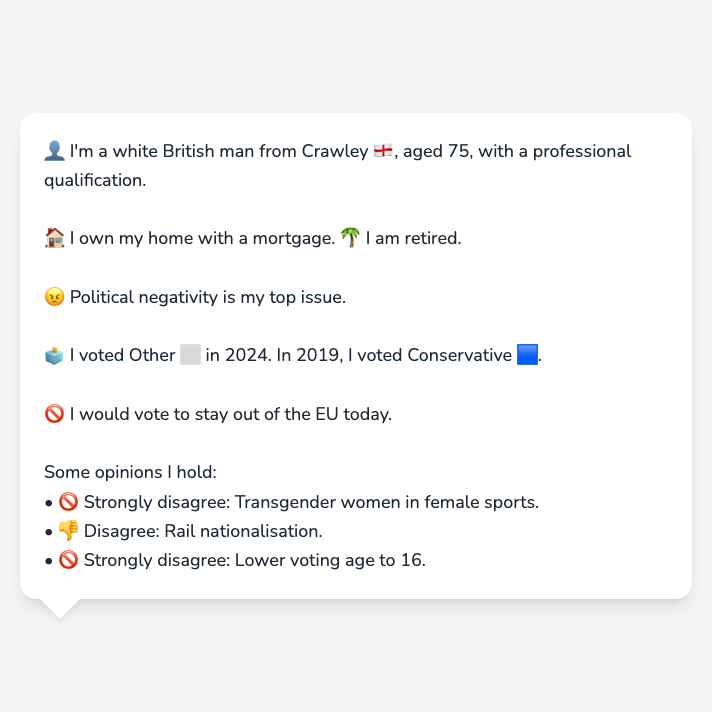 👤 I'm a white British man from Crawley 🏴󠁧󠁢󠁥󠁮󠁧󠁿, aged 75, with a professional
qualification.
🏠 I own my home with a mortgage. 🌴 I am retired.
😠 Political negativity is my top issue.
🗳️ I voted Other ⬜ in 2024. In 2019, I voted Conservative 🟦.
🚫 I would vote to stay out of the EU today.
Some opinions I hold:
• 🚫 Strongly disagree: Transgender women in female sports.
• 👎 Disagree: Rail nationalisation.
• 🚫 Strongly disagree: Lower voting age to 16.